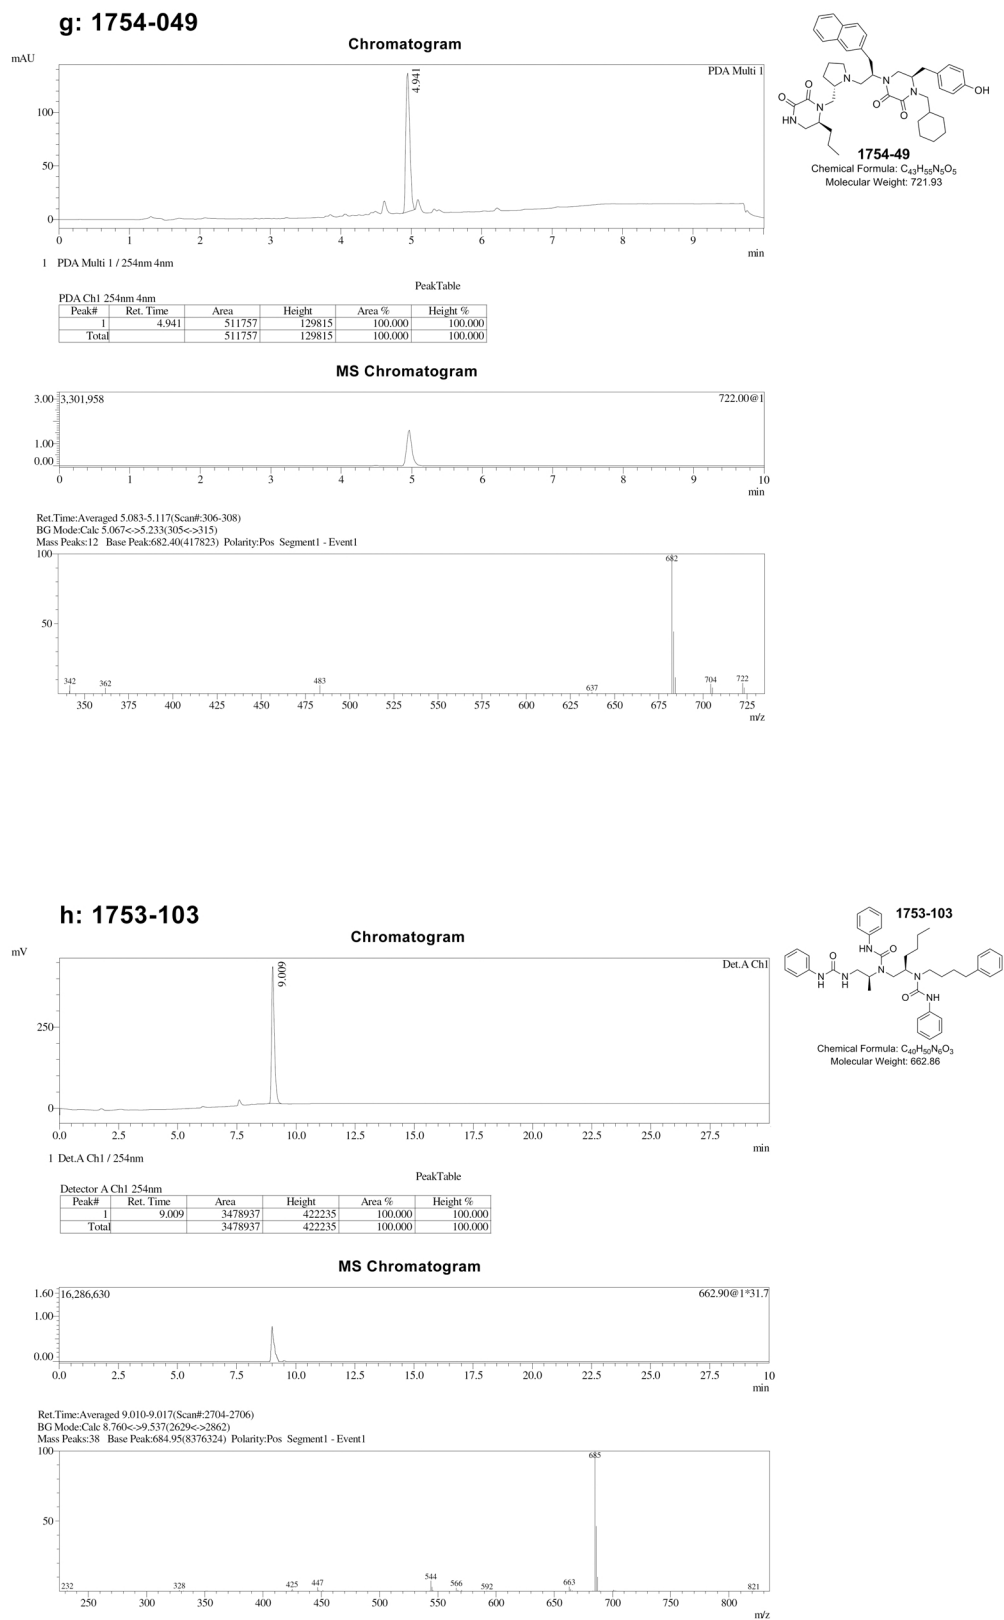 g: 1754-049
Chromatogram
mAU
PDA Multi 1
4.941
100
50
0
0 1 2 3 4 5 6 7 8 9
min
1 PDA Multi 1 / 254nm 4nm
N
N
N
N
HN
O
O
O
O
OH
1754-49
Chemical Formula: C43H55N5O5
Molecular Weight: 721.93
PeakTable
PDA Ch1 254nm 4nm
Peak# Ret. Time Area Height Area % Height %
1 4.941 511757 129815 100.000 100.000
Total 511757 129815 100.000 100.000
MS Chromatogram
3.00
3,301,958
722.00@1
1.00
0.00
0 1 2 3 4 5 6 7 8 9 10
min
Ret.Time:Averaged 5.083-5.117(Scan#:306-308)
BG Mode:Calc 5.067<->5.233(305<->315)
Mass Peaks:12 Base Peak:682.40(417823) Polarity:Pos Segment1 - Event1
100
50
342 362 483 637 682 704 722
350 375 400 425 450 475 500 525 550 575 600 625 650 675 700 725
m/z
h: 1753-103
Chromatogram
mV
Det.A Ch1
9.009
250
0
0.0 2.5 5.0 7.5 10.0 12.5 15.0 17.5 20.0 22.5 25.0 27.5
min
1 Det.A Ch1 / 254nm
1753-103
HN
O
O
N
H
N
H
N
N
O
NH
Chemical Formula: C40H50N6O3
Molecular Weight: 662.86
PeakTable
Detector A Ch1 254nm
Peak# Ret. Time Area Height Area % Height %
1 9.009 3478937 422235 100.000 100.000
Total 3478937 422235 100.000 100.000
MS Chromatogram
1.60
16,286,630
662.90@1*31.7
1.00
0.00
0.0 2.5 5.0 7.5 10.0 12.5 15.0 17.5 20.0 22.5 25.0 27.5 10
min
Ret.Time:Averaged 9.010-9.017(Scan#:2704-2706)
BG Mode:Calc 8.760<->9.537(2629<->2862)
Mass Peaks:38 Base Peak:684.95(8376324) Polarity:Pos Segment1 - Event1
100
50
232 328 425 447 544 566 592 663 685 821
250 300 350 400 450 500 550 600 650 700 750 800
m/z